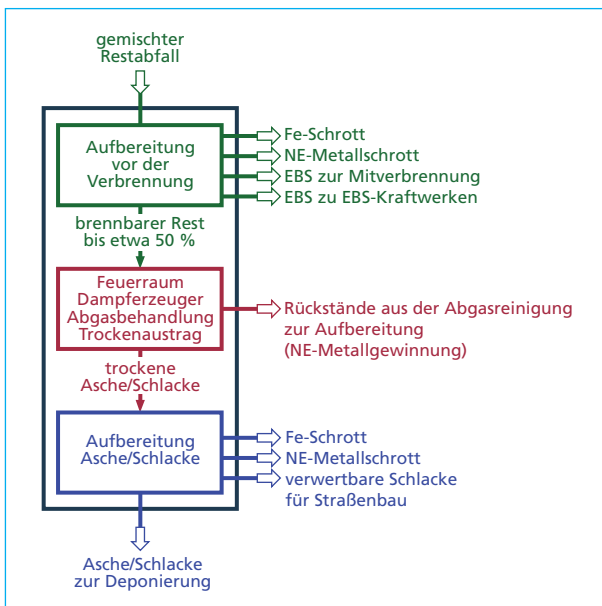 gemischter
Restabfall
Aufbereitung
vor der
Verbrennung
Fe-Schrott
NE-Metallschrott
EBS zur Mitverbrennung
EBS zu EBS-Kraftwerken
brennbarer Rest
bis etwa 50 %
Feuerraum
Dampferzeuger
Abgasbehandlung
Trockenaustrag
Rückstände aus der Abgasreinigung
zur Aufbereitung
(NE-Metallgewinnung)
trockene
Asche/Schlacke
Aufbereitung
Asche/Schlacke
Fe-Schrott
NE-Metallschrott
verwertbare Schlacke
für Straßenbau
Asche/Schlacke
zur Deponierung